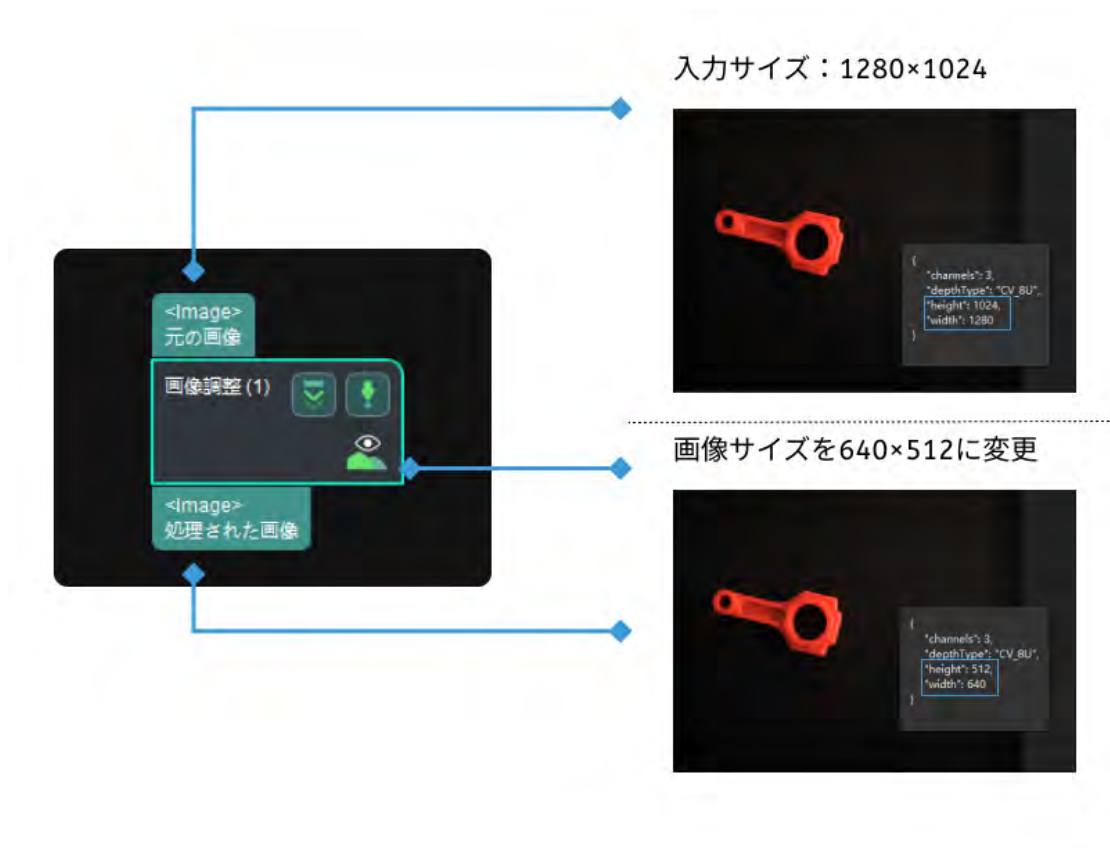 入力サイズ：1280×1024
{
"channels": 3,
"depthType": "CV_8U",
"height": 1024,
"width": 1280
}
<Image>
元の画像
画像調整 (1)
<Image>
処理された画像
画像サイズを640×512に変更
{
"channels": 3,
"depthType": "CV_8U",
"height": 512,
"width": 640
}